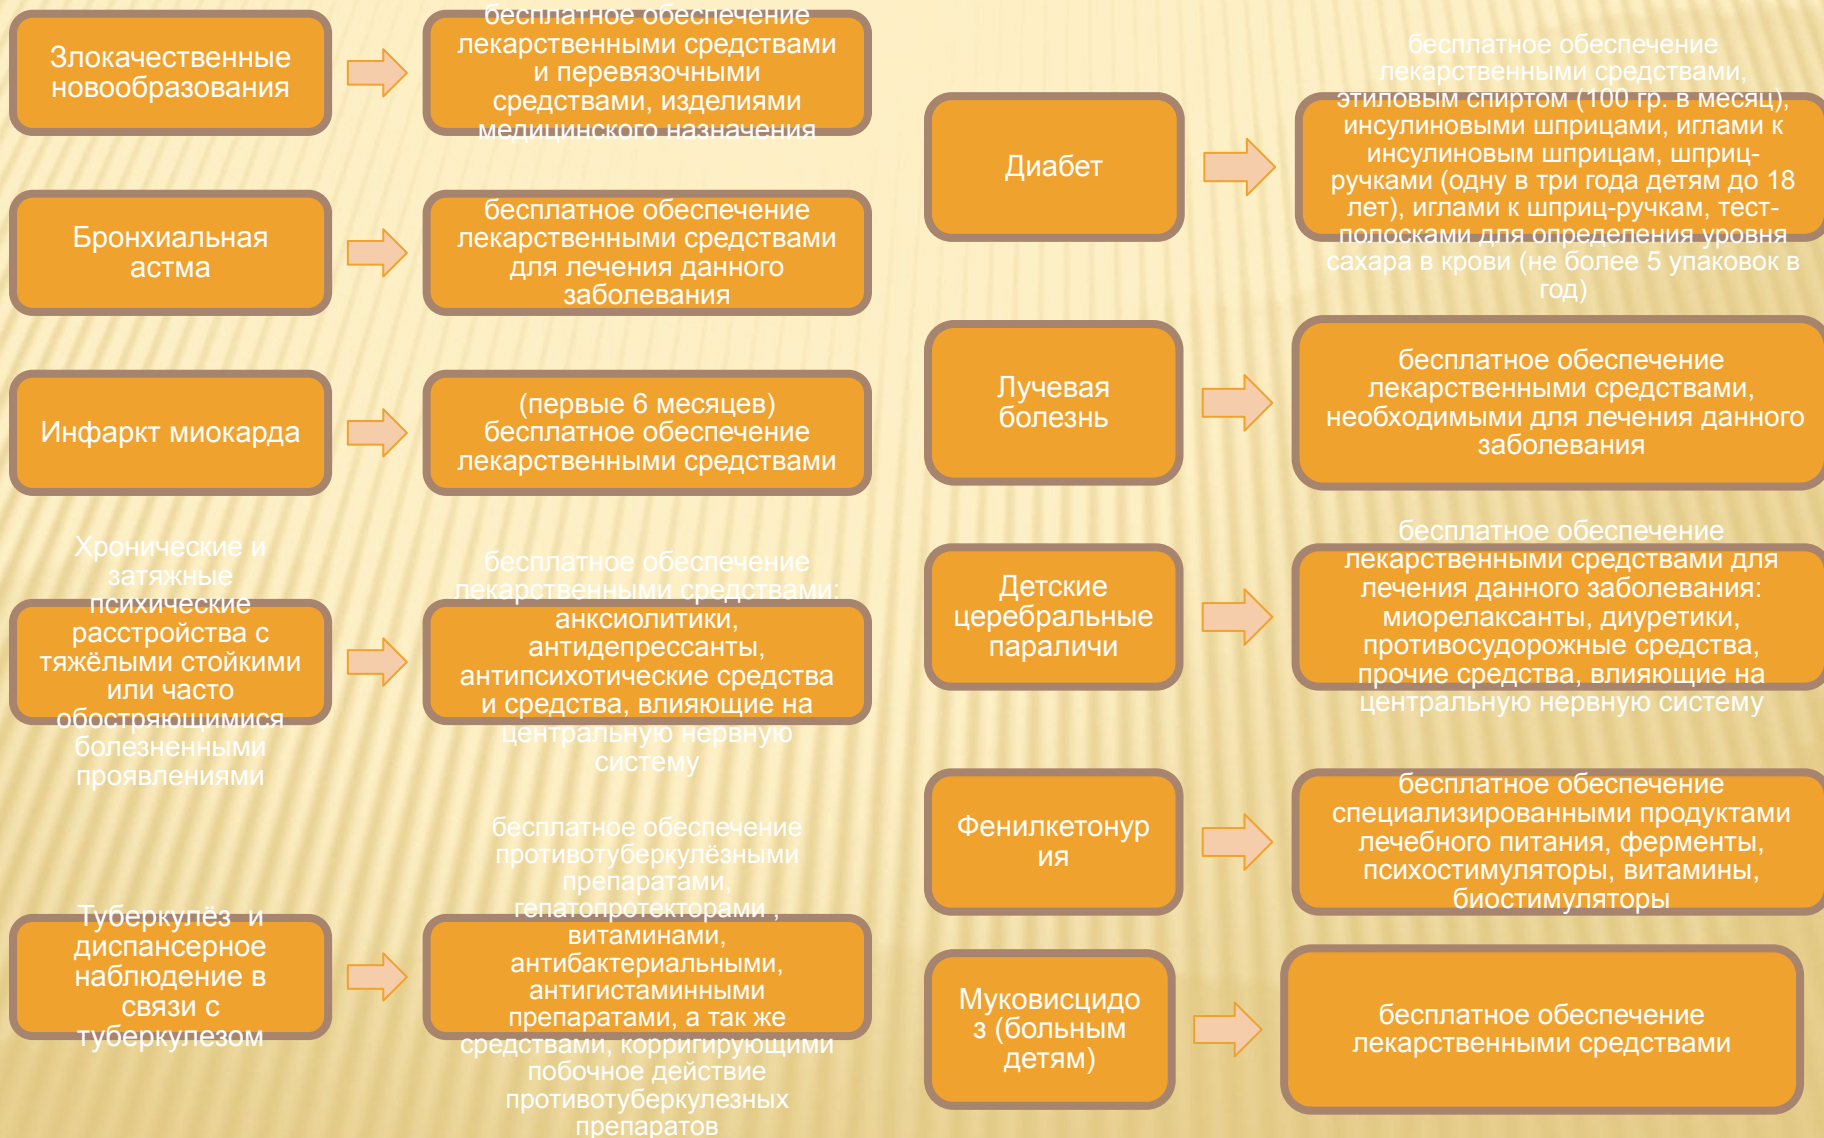 Злокачественные
новообразования
бесплатное обеспечение
лекарственными средствами
и перевязочными
средствами, изделиями
медицинского назначения
Бронхиальная
астма
бесплатное обеспечение
лекарственными средствами
для лечения данного
заболевания
Инфаркт миокарда
(первые 6 месяцев)
бесплатное обеспечение
лекарственными средствами
Хронические и
затяжные
психические
расстройства с
тяжёлыми стойкими
или часто
обостряющимися
болезненными
проявлениями
бесплатное обеспечение
лекарственными средствами:
анксиолитики,
антидепрессанты,
антипсихотические средства
и средства, влияющие на
центральную нервную
систему
Туберкулёз и
диспансерное
наблюдение в
связи с
туберкулезом
бесплатное обеспечение
противотуберкулёзными
препаратами,
гепатопротекторами ,
витаминами,
антибактериальными,
антигистаминными
препаратами, а так же
средствами, корригирующими
побочное действие
противотуберкулезных
препаратов
Диабет
бесплатное обеспечение
лекарственными средствами,
этиловым спиртом (100 гр. в месяц),
инсулиновыми шприцами, иглами к
инсулиновым шприцам, шприц-
ручками (одну в три года детям до 18
лет), иглами к шприц-ручкам, тест-
полосками для определения уровня
сахара в крови (не более 5 упаковок в
год)
Лучевая
болезнь
бесплатное обеспечение
лекарственными средствами,
необходимыми для лечения данного
заболевания
Детские
церебральные
параличи
бесплатное обеспечение
лекарственными средствами для
лечения данного заболевания:
миорелаксанты, диуретики,
противосудорожные средства,
прочие средства, влияющие на
центральную нервную систему
Фенилкетонур
ия
бесплатное обеспечение
специализированными продуктами
лечебного питания, ферменты,
психостимуляторы, витамины,
биостимуляторы
Муковисцидо
з (больным
детям)
бесплатное обеспечение
лекарственными средствами